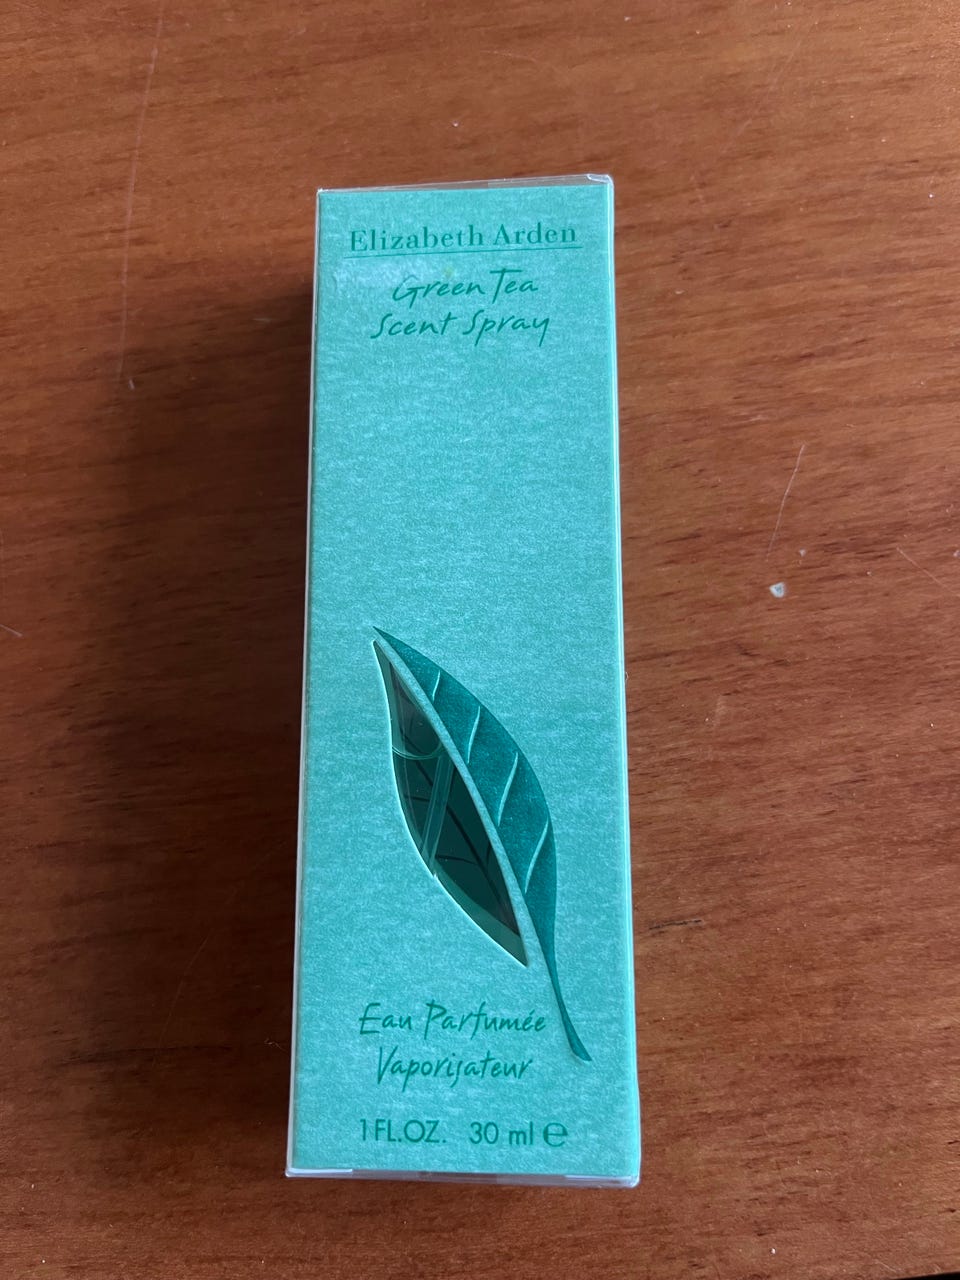 Elizabeth Arden
Green Tea
Scent Spray
Eau Parfumée
Vaporisateur
1 FL.OZ. 30 ml ℮